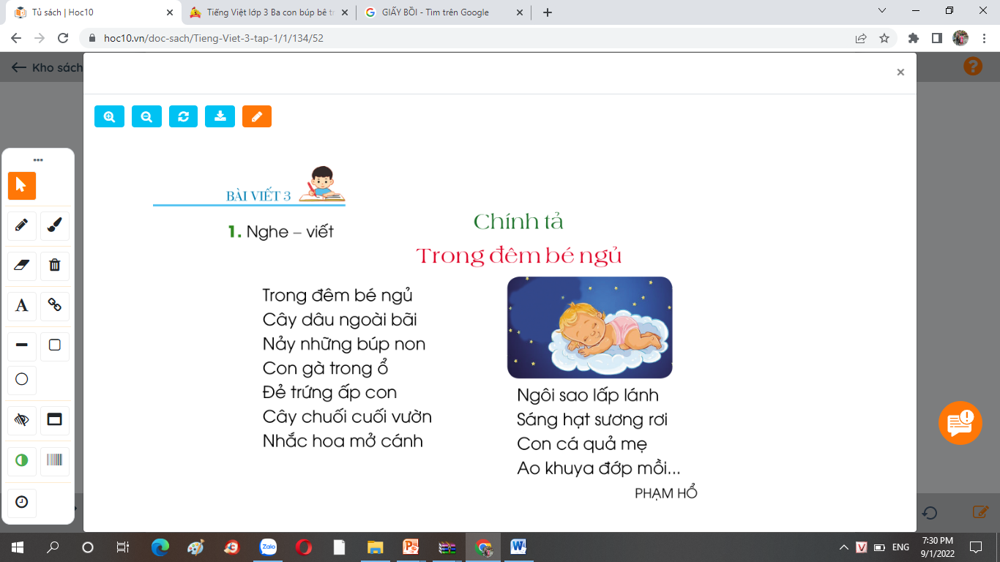 Tủ sách | Hoc10
Tiếng Việt lớp 3 Ba con búp bê tr
GIẤY BỒI - Tìm trên Google
hoc10.vn/doc-sach/Tieng-Viet-3-tap-1/1/134/52
Kho sách
BÀI VIẾT 3
1. Nghe – viết
Chính tả
Trong đêm bé ngủ
Trong đêm bé ngủ
Cây dâu ngoài bãi
Nảy những búp non
Con gà trong ổ
Đẻ trứng ấp con
Cây chuối cuối vườn
Nhắc hoa mở cánh
Ngôi sao lấp lánh
Sáng hạt sương rơi
Con cá quả mẹ
Ao khuya đớp mồi...
PHẠM HỔ
A
Zalo
ENG
7:30 PM
9/1/2022